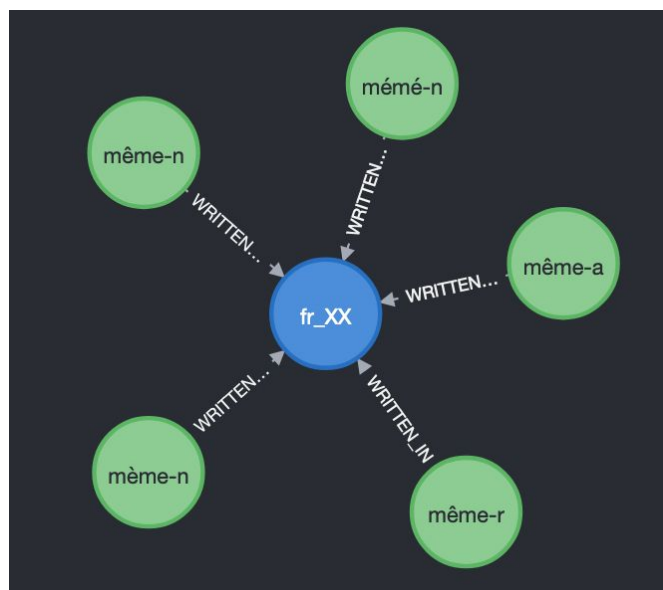 mémé-n
même-n
WRITTEN...
WRITTEN...
même-a
WRITTEN...
fr_XX
WRITTEN...
WRITTEN_IN
mème-n
même-r